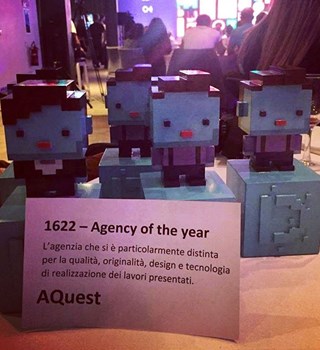 1622 – Agency of the year
L'agenzia che si è particolarmente distinta
per la qualità, originalità, design e tecnologia
di realizzazione dei lavori presentati.
AQuest